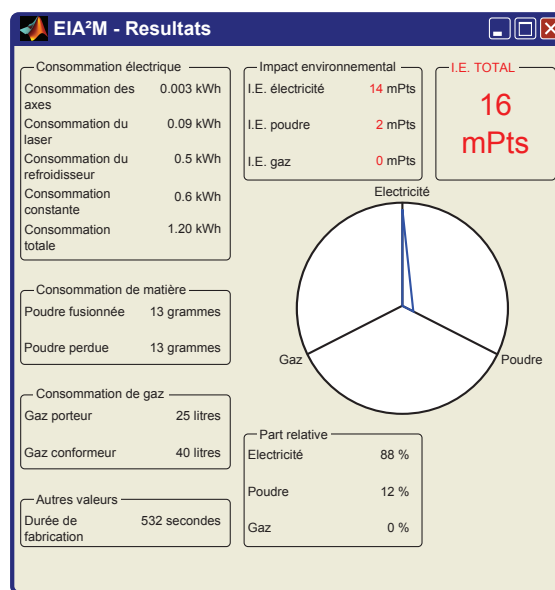 EIA²M - Resultats
Consommation électrique
Consommation des axes 0.003 kWh
Consommation du laser 0.09 kWh
Consommation du refroidisseur 0.5 kWh
Consommation constante 0.6 kWh
Consommation totale 1.20 kWh
Consommation de matière
Poudre fusionnée 13 grammes
Poudre perdue 13 grammes
Consommation de gaz
Gaz porteur 25 litres
Gaz conformeur 40 litres
Autres valeurs
Durée de fabrication 532 secondes
Impact environnemental
I.E. électricité 14 mPts
I.E. poudre 2 mPts
I.E. gaz 0 mPts
I.E. TOTAL
16
mPts
Electricité
Gaz
Poudre
Part relative
Electricité 88 %
Poudre 12 %
Gaz 0 %